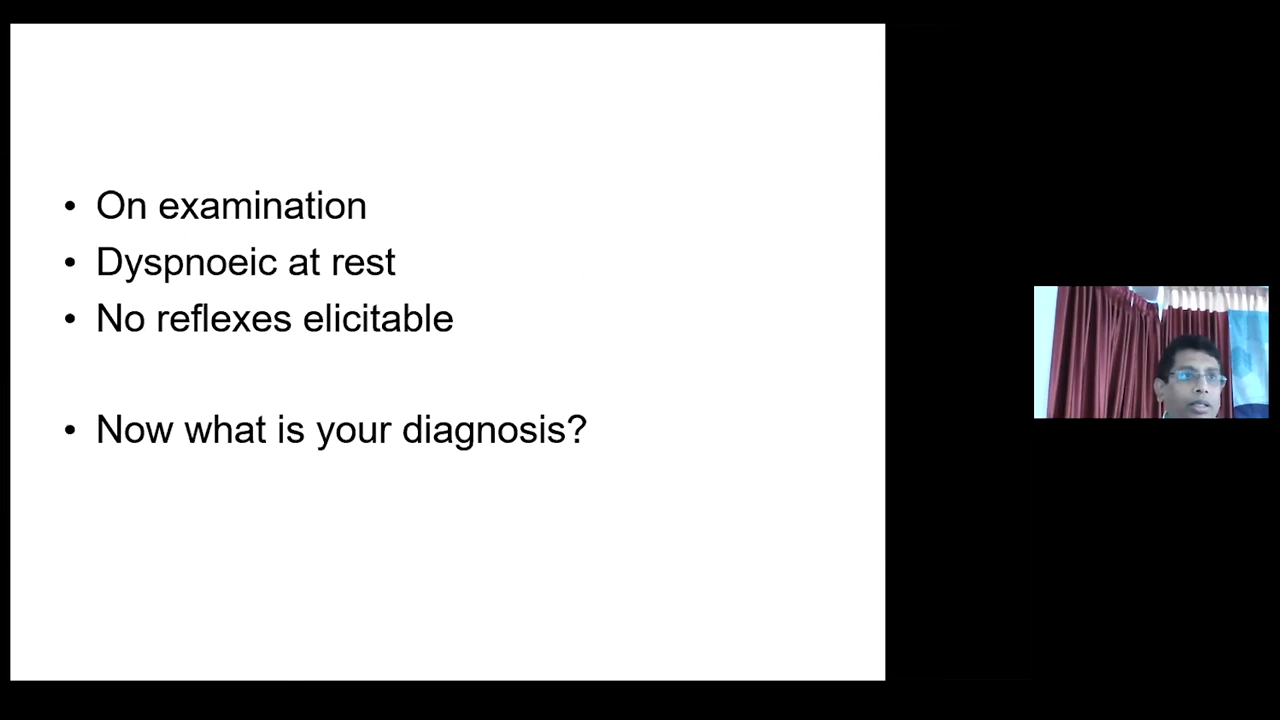 • On examination
• Dyspnoeic at rest
• No reflexes elicitable
• Now what is your diagnosis?